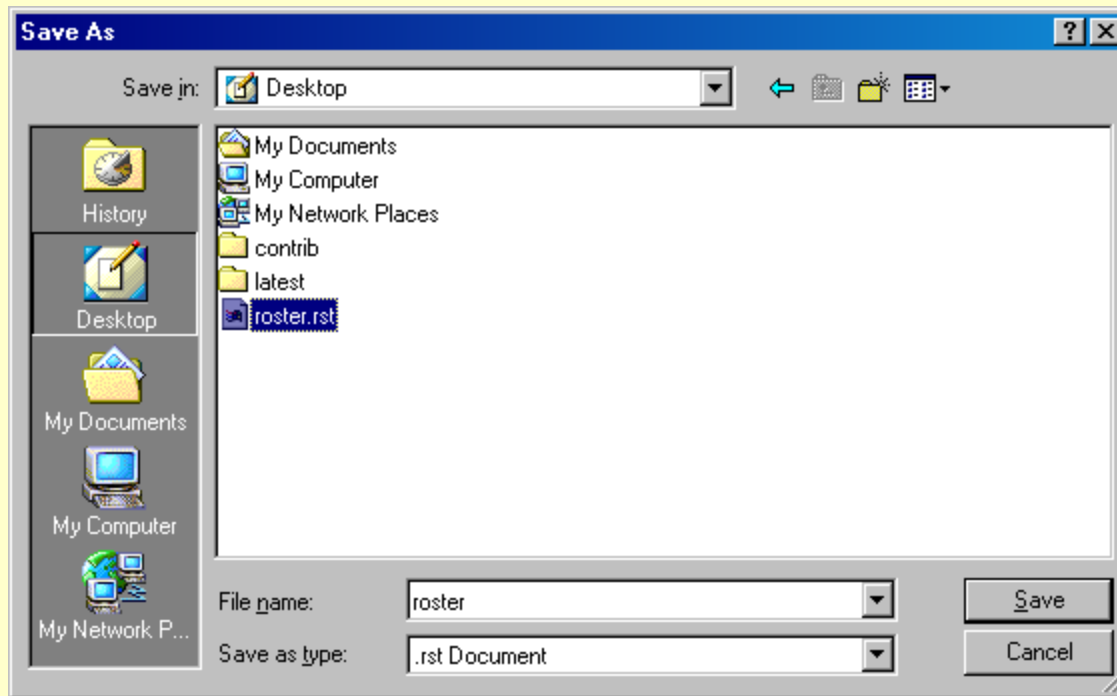 Save As
Save in:
Desktop
History
Desktop
My Documents
My Computer
My Network P...
My Documents
My Computer
My Network Places
contrib
latest
roster.rst
File name:
roster
Save
Save as type:
.rst Document
Cancel